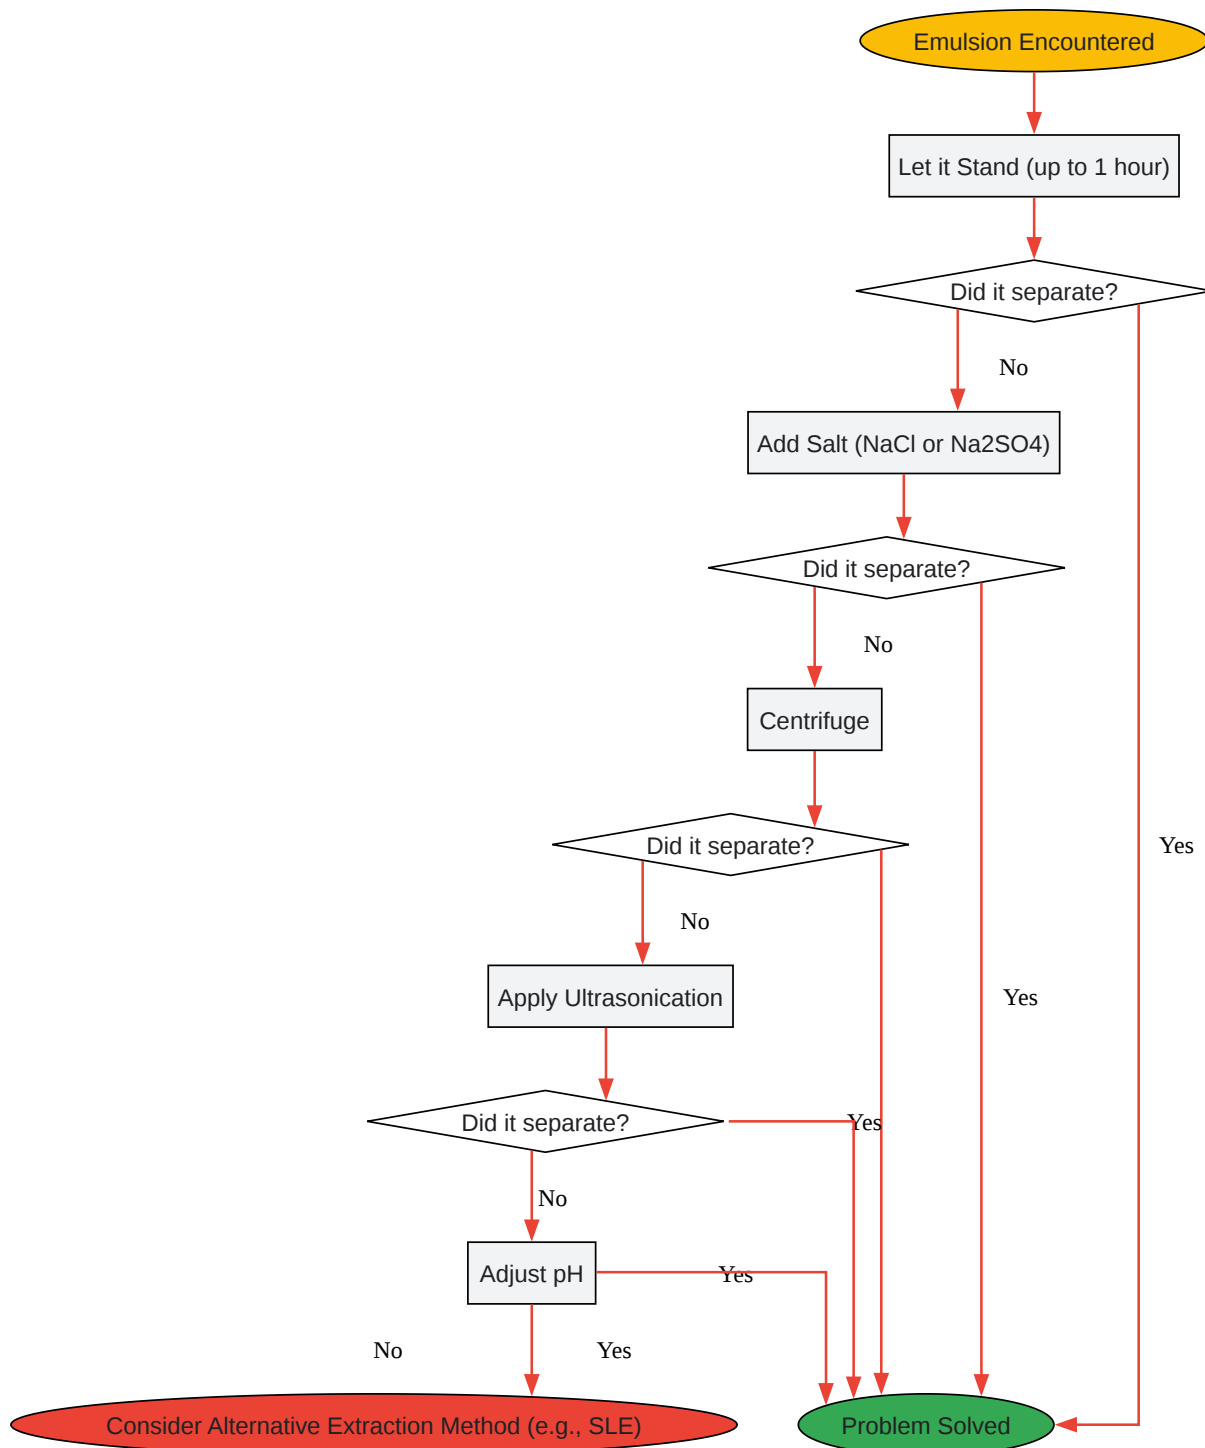 Emulsion Encountered
Let it Stand (up to 1 hour)
Did it separate?
No
Add Salt (NaCl or Na2SO4)
Did it separate?
No
Centrifuge
Did it separate?
Yes
No
Apply Ultrasonication
Yes
Did it separate?
Yes
No
Adjust pH
Yes
No
Yes
Consider Alternative Extraction Method (e.g., SLE)
Problem Solved